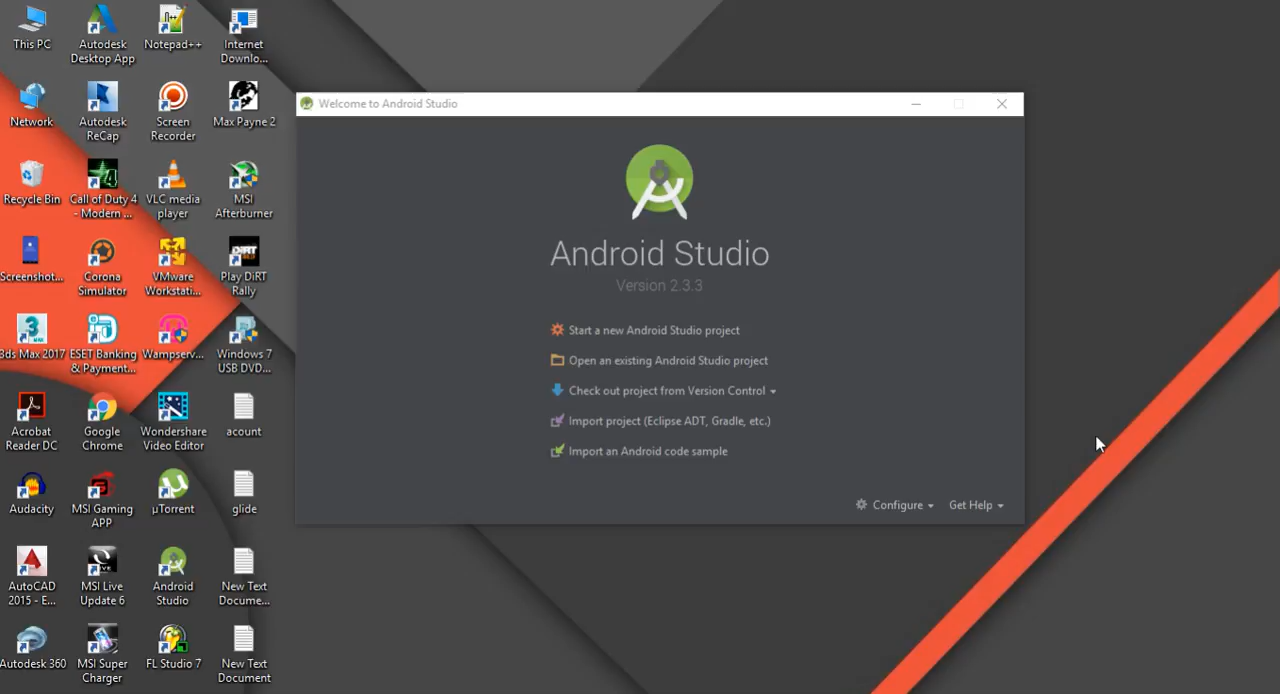 This PC
Autodesk
Desktop App
Notepad++
Internet
Downlo...
Network
Autodesk
ReCap
Screen
Recorder
Max Payne 2
Recycle Bin
Call of Duty 4
- Modern ...
VLC media
player
MSI
Afterburner
Screenshot...
Corona
Simulator
VMware
Workstati...
Play DiRT
Rally
3ds Max 2017
ESET Banking
& Payment...
Wampserv...
Windows 7
USB DVD...
Acrobat
Reader DC
Google
Chrome
Wondershare
Video Editor
acount
Audacity
MSI Gaming
APP
µTorrent
glide
AutoCAD
2015 - E...
MSI Live
Update 6
Android
Studio
New Text
Docume...
Autodesk 360
MSI Super
Charger
FL Studio 7
New Text
Document
Welcome to Android Studio
Android Studio
Version 2.3.3
Start a new Android Studio project
Open an existing Android Studio project
Check out project from Version Control
Import project (Eclipse ADT, Gradle, etc.)
Import an Android code sample
Configure
Get Help